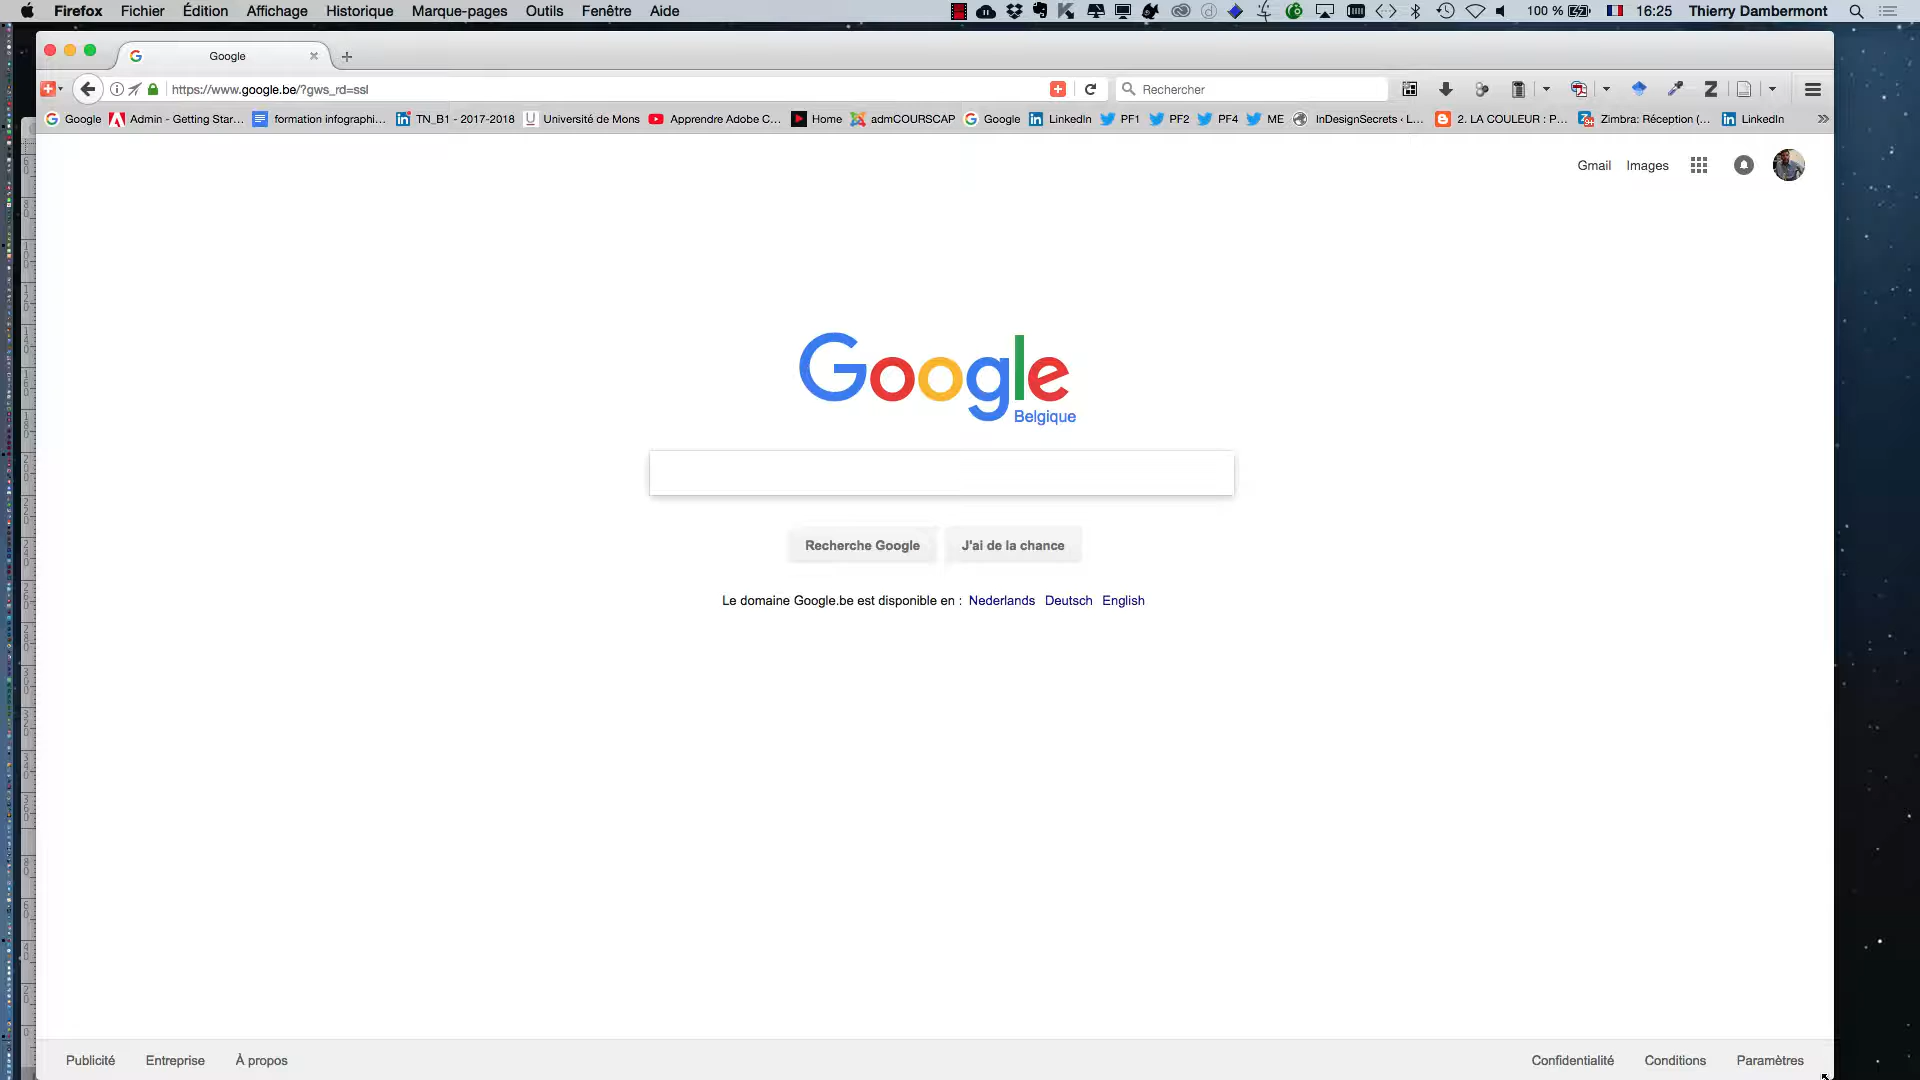 Firefox Fichier Édition Affichage Historique Marque-pages Outils Fenêtre Aide 100 % 16:25 Thierry Dambermont
Google
https://www.google.be/?gws_rd=ssl Rechercher
Google Admin - Getting Star... formation infographi... TN_B1 - 2017-2018 Université de Mons Apprendre Adobe C... Home admCOURSCAP Google LinkedIn PF1 PF2 PF4 ME InDesignSecrets ‹ L... 2. LA COULEUR : P... Zimbra: Réception (... LinkedIn
Gmail Images
Google
Belgique
Recherche Google J'ai de la chance
Le domaine Google.be est disponible en : Nederlands Deutsch English
Publicité Entreprise À propos Confidentialité Conditions Paramètres